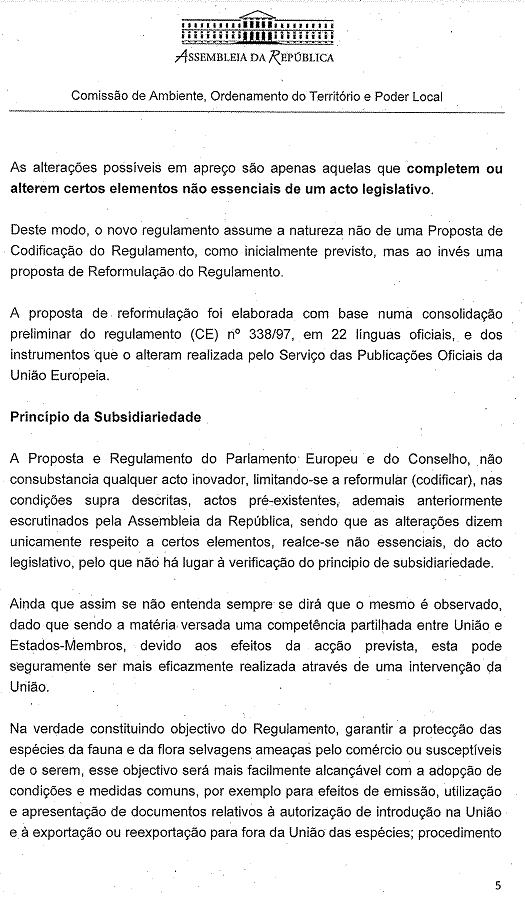 ASSEMBLEIA DA REPÚBLICA
Comissão de Ambiente, Ordenamento do Território e Poder Local
As alterações possíveis em apreço são apenas aquelas que completem ou
alterem certos elementos não essenciais de um acto legislativo.
Deste modo, o novo regulamento assume a natureza não de uma Proposta de
Codificação do Regulamento, como inicialmente previsto, mas ao invés uma
proposta de Reformulação do Regulamento.
A proposta de reformulação foi elaborada com base numa consolidação
preliminar do regulamento (CE) nº 338/97, em 22 línguas oficiais, e dos
instrumentos que o alteram realizada pelo Serviço das Publicações Oficiais da
União Europeia.
Princípio da Subsidiariedade
A Proposta e Regulamento do Parlamento Europeu e do Conselho, não
consubstancia qualquer acto inovador, limitando-se a reformular (codificar), nas
condições supra descritas, actos pré-existentes, ademais anteriormente
escrutinados pela Assembleia da República, sendo que as alterações dizem
unicamente respeito a certos elementos, realce-se não essenciais, do acto
legislativo, pelo que não há lugar à verificação do principio de subsidiariedade.
Ainda que assim se não entenda sempre se dirá que o mesmo é observado,
dado que sendo a matéria versada uma competência partilhada entre União e
Estados-Membros, devido aos efeitos da acção prevista, esta pode
seguramente ser mais eficazmente realizada através de uma intervenção da
União.
Na verdade constituindo objectivo do Regulamento, garantir a protecção das
espécies da fauna e da flora selvagens ameaças pelo comércio ou susceptíveis
de o serem, esse objectivo será mais facilmente alcançável com a adopção de
condições e medidas comuns, por exemplo para efeitos de emissão, utilização
e apresentação de documentos relativos à autorização de introdução na União
e à exportação ou reexportação para fora da União das espécies; procedimento
5